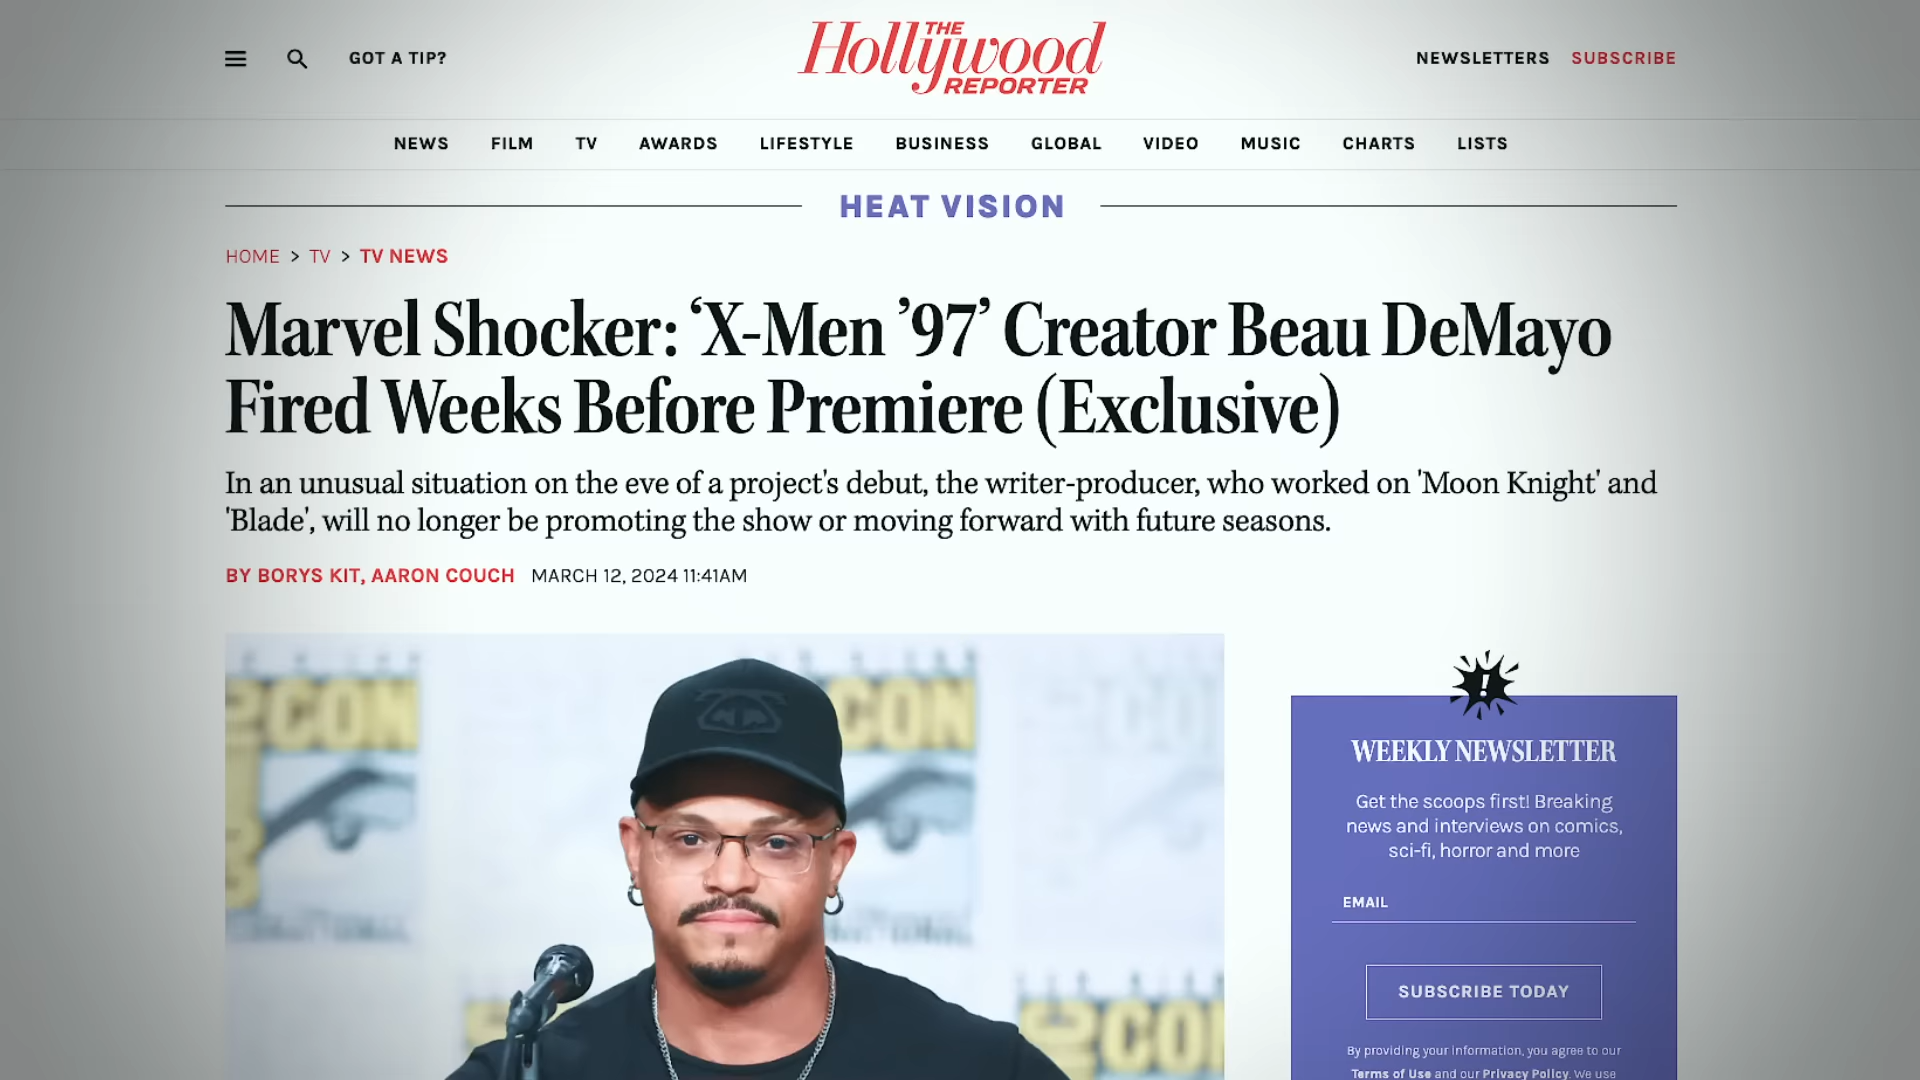 GOT A TIP?
THE
Hollywood
REPORTER
NEWSLETTERS SUBSCRIBE
NEWS FILM TV AWARDS LIFESTYLE BUSINESS GLOBAL VIDEO MUSIC CHARTS LISTS
HEAT VISION
HOME > TV > TV NEWS
Marvel Shocker: ‘X-Men ’97’ Creator Beau DeMayo
Fired Weeks Before Premiere (Exclusive)
In an unusual situation on the eve of a project's debut, the writer-producer, who worked on 'Moon Knight' and
'Blade', will no longer be promoting the show or moving forward with future seasons.
BY BORYS KIT, AARON COUCH MARCH 12, 2024 11:41AM
CON
CON
CON
!
WEEKLY NEWSLETTER
Get the scoops first! Breaking
news and interviews on comics,
sci-fi, horror and more
EMAIL
SUBSCRIBE TODAY
By providing your information, you agree to our
Terms of Use and our Privacy Policy. We use